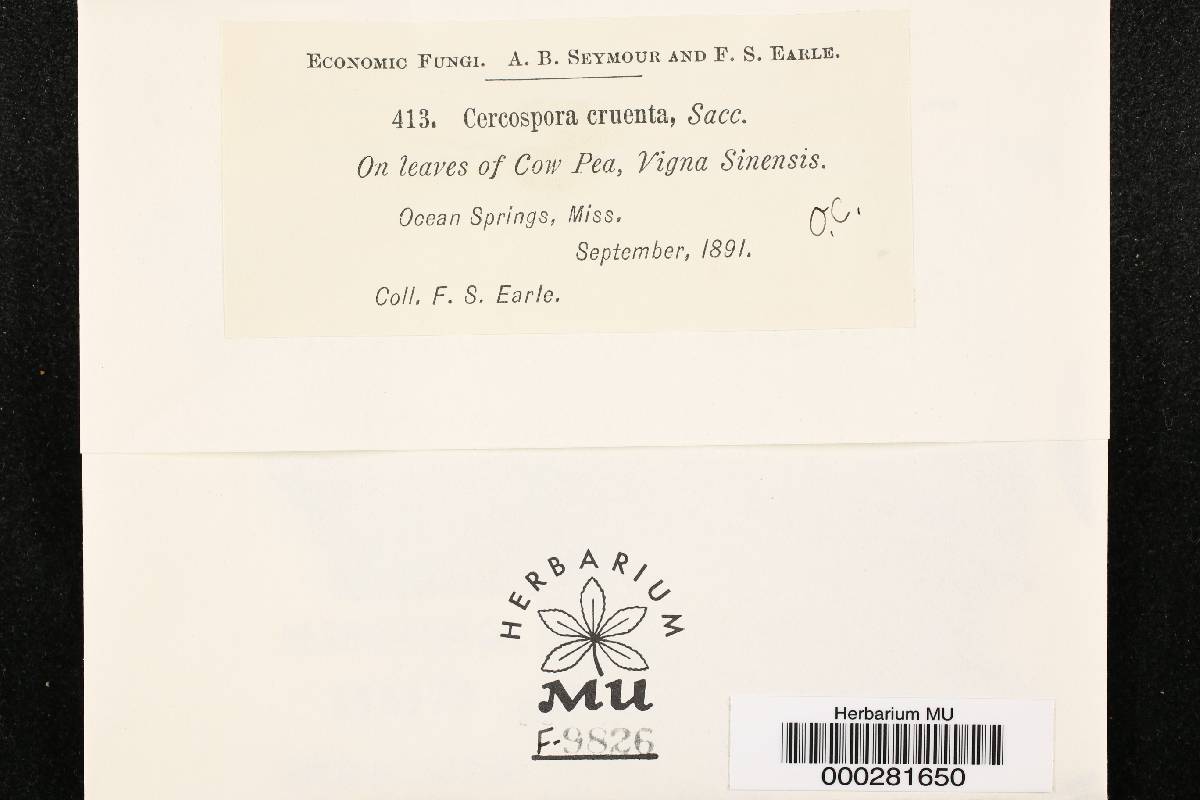 ECONOMIC FUNGI. A. B. SEYMOUR AND F. S. EARLE.
413. Cercospora cruenta, Sacc.
On leaves of Cow Pea, Vigna Sinensis.
Ocean Springs, Miss.
O.C.
September, 1891.
Coll. F. S. Earle.
HERBARIUM
MU
F-9826
Herbarium MU
000281650